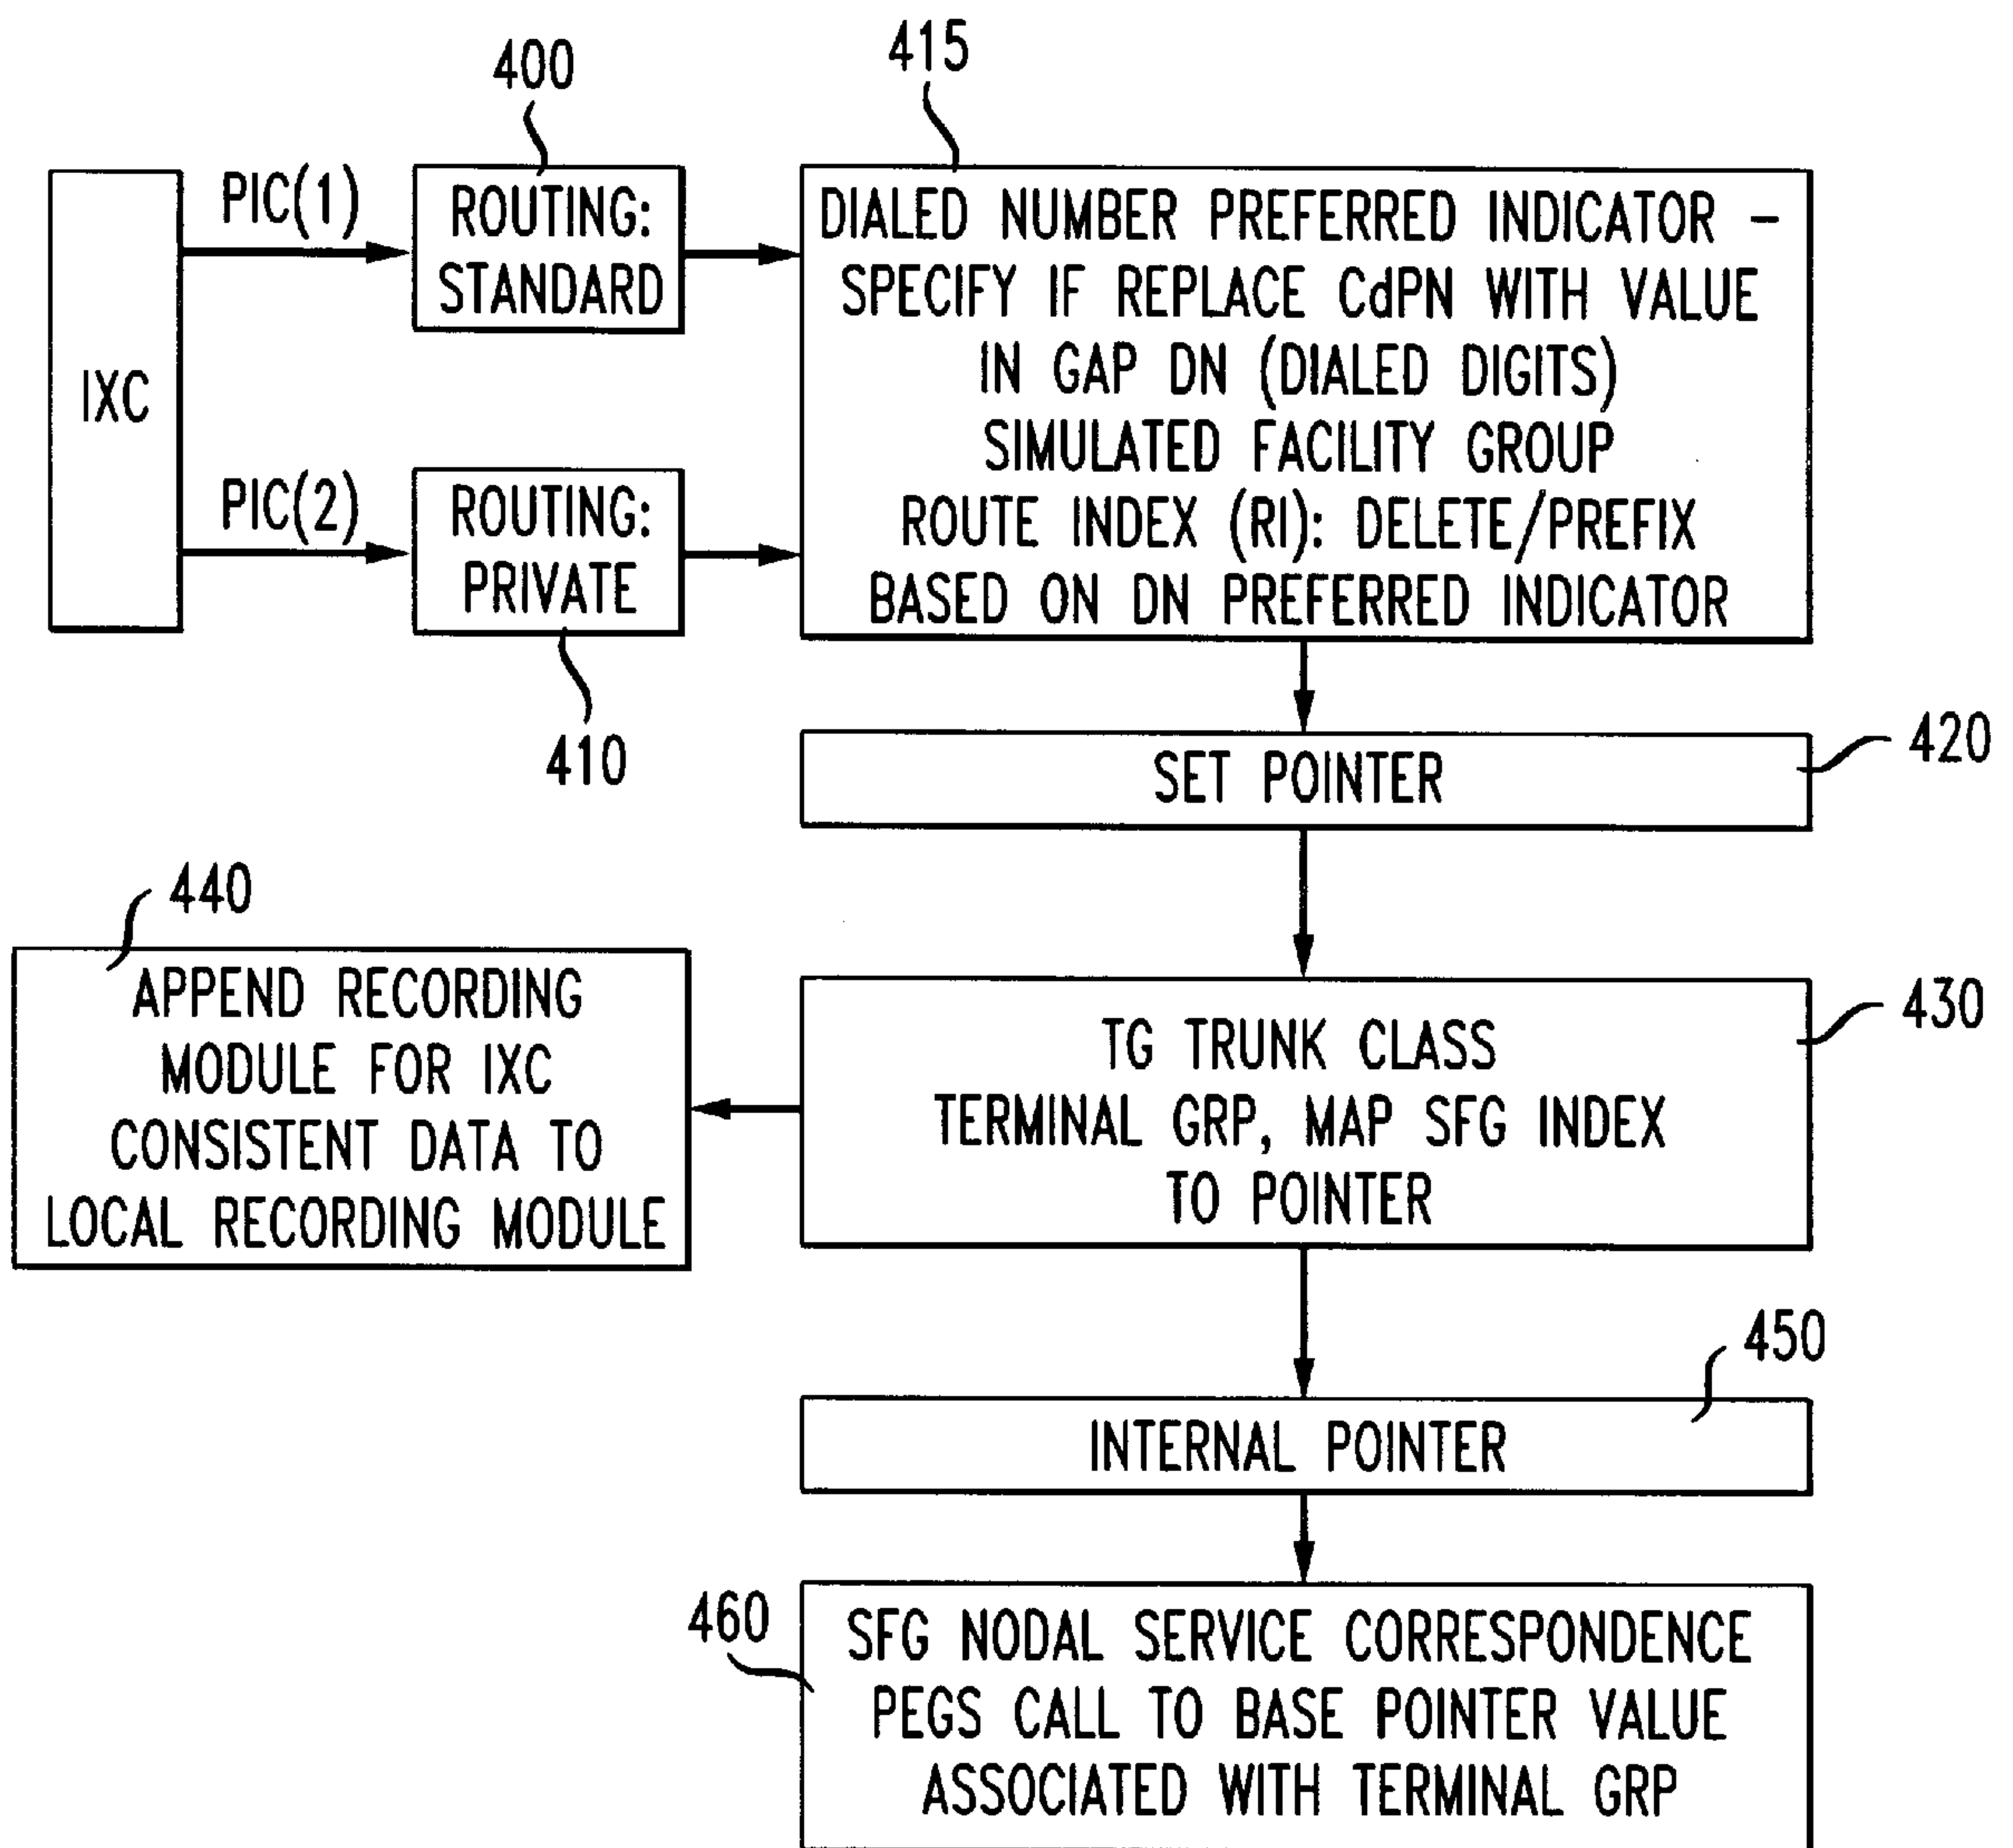 400
415
IXC
PIC(1)
ROUTING:
STANDARD
PIC(2)
ROUTING:
PRIVATE
410
DIALED NUMBER PREFERRED INDICATOR –
SPECIFY IF REPLACE CdPN WITH VALUE
IN GAP DN (DIALED DIGITS)
SIMULATED FACILITY GROUP
ROUTE INDEX (RI): DELETE/PREFIX
BASED ON DN PREFERRED INDICATOR
SET POINTER
420
440
APPEND RECORDING
MODULE FOR IXC
CONSISTENT DATA TO
LOCAL RECORDING MODULE
TG TRUNK CLASS
TERMINAL GRP, MAP SFG INDEX
TO POINTER
430
450
INTERNAL POINTER
460
SFG NODAL SERVICE CORRESPONDENCE
PEGS CALL TO BASE POINTER VALUE
ASSOCIATED WITH TERMINAL GRP